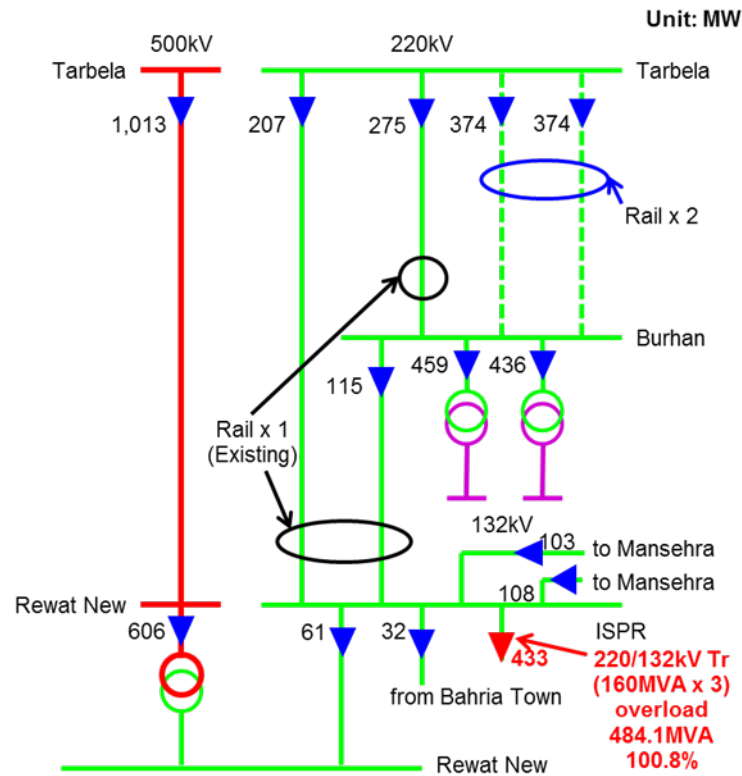 Unit: MW
500kV
220kV
Tarbela
Tarbela
1,013
207
275
374
374
Rail x 2
Burhan
115
459
436
Rail x 1
(Existing)
132kV
103
to Mansehra
108
to Mansehra
Rewat New
606
61
32
433
ISPR
220/132kV Tr
(160MVA x 3)
overload
484.1MVA
100.8%
from Bahria Town
Rewat New